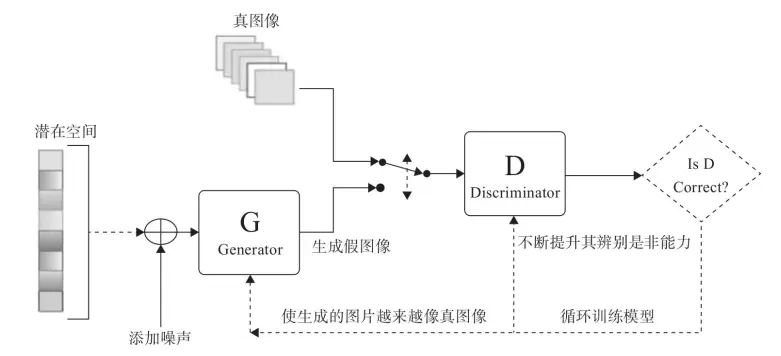 真图像
潜在空间
D
Discriminator
Is D
Correct?
G
Generator
生成假图像
不断提升其辨别是非能力
使生成的图片越来越像真图像
循环训练模型
添加噪声